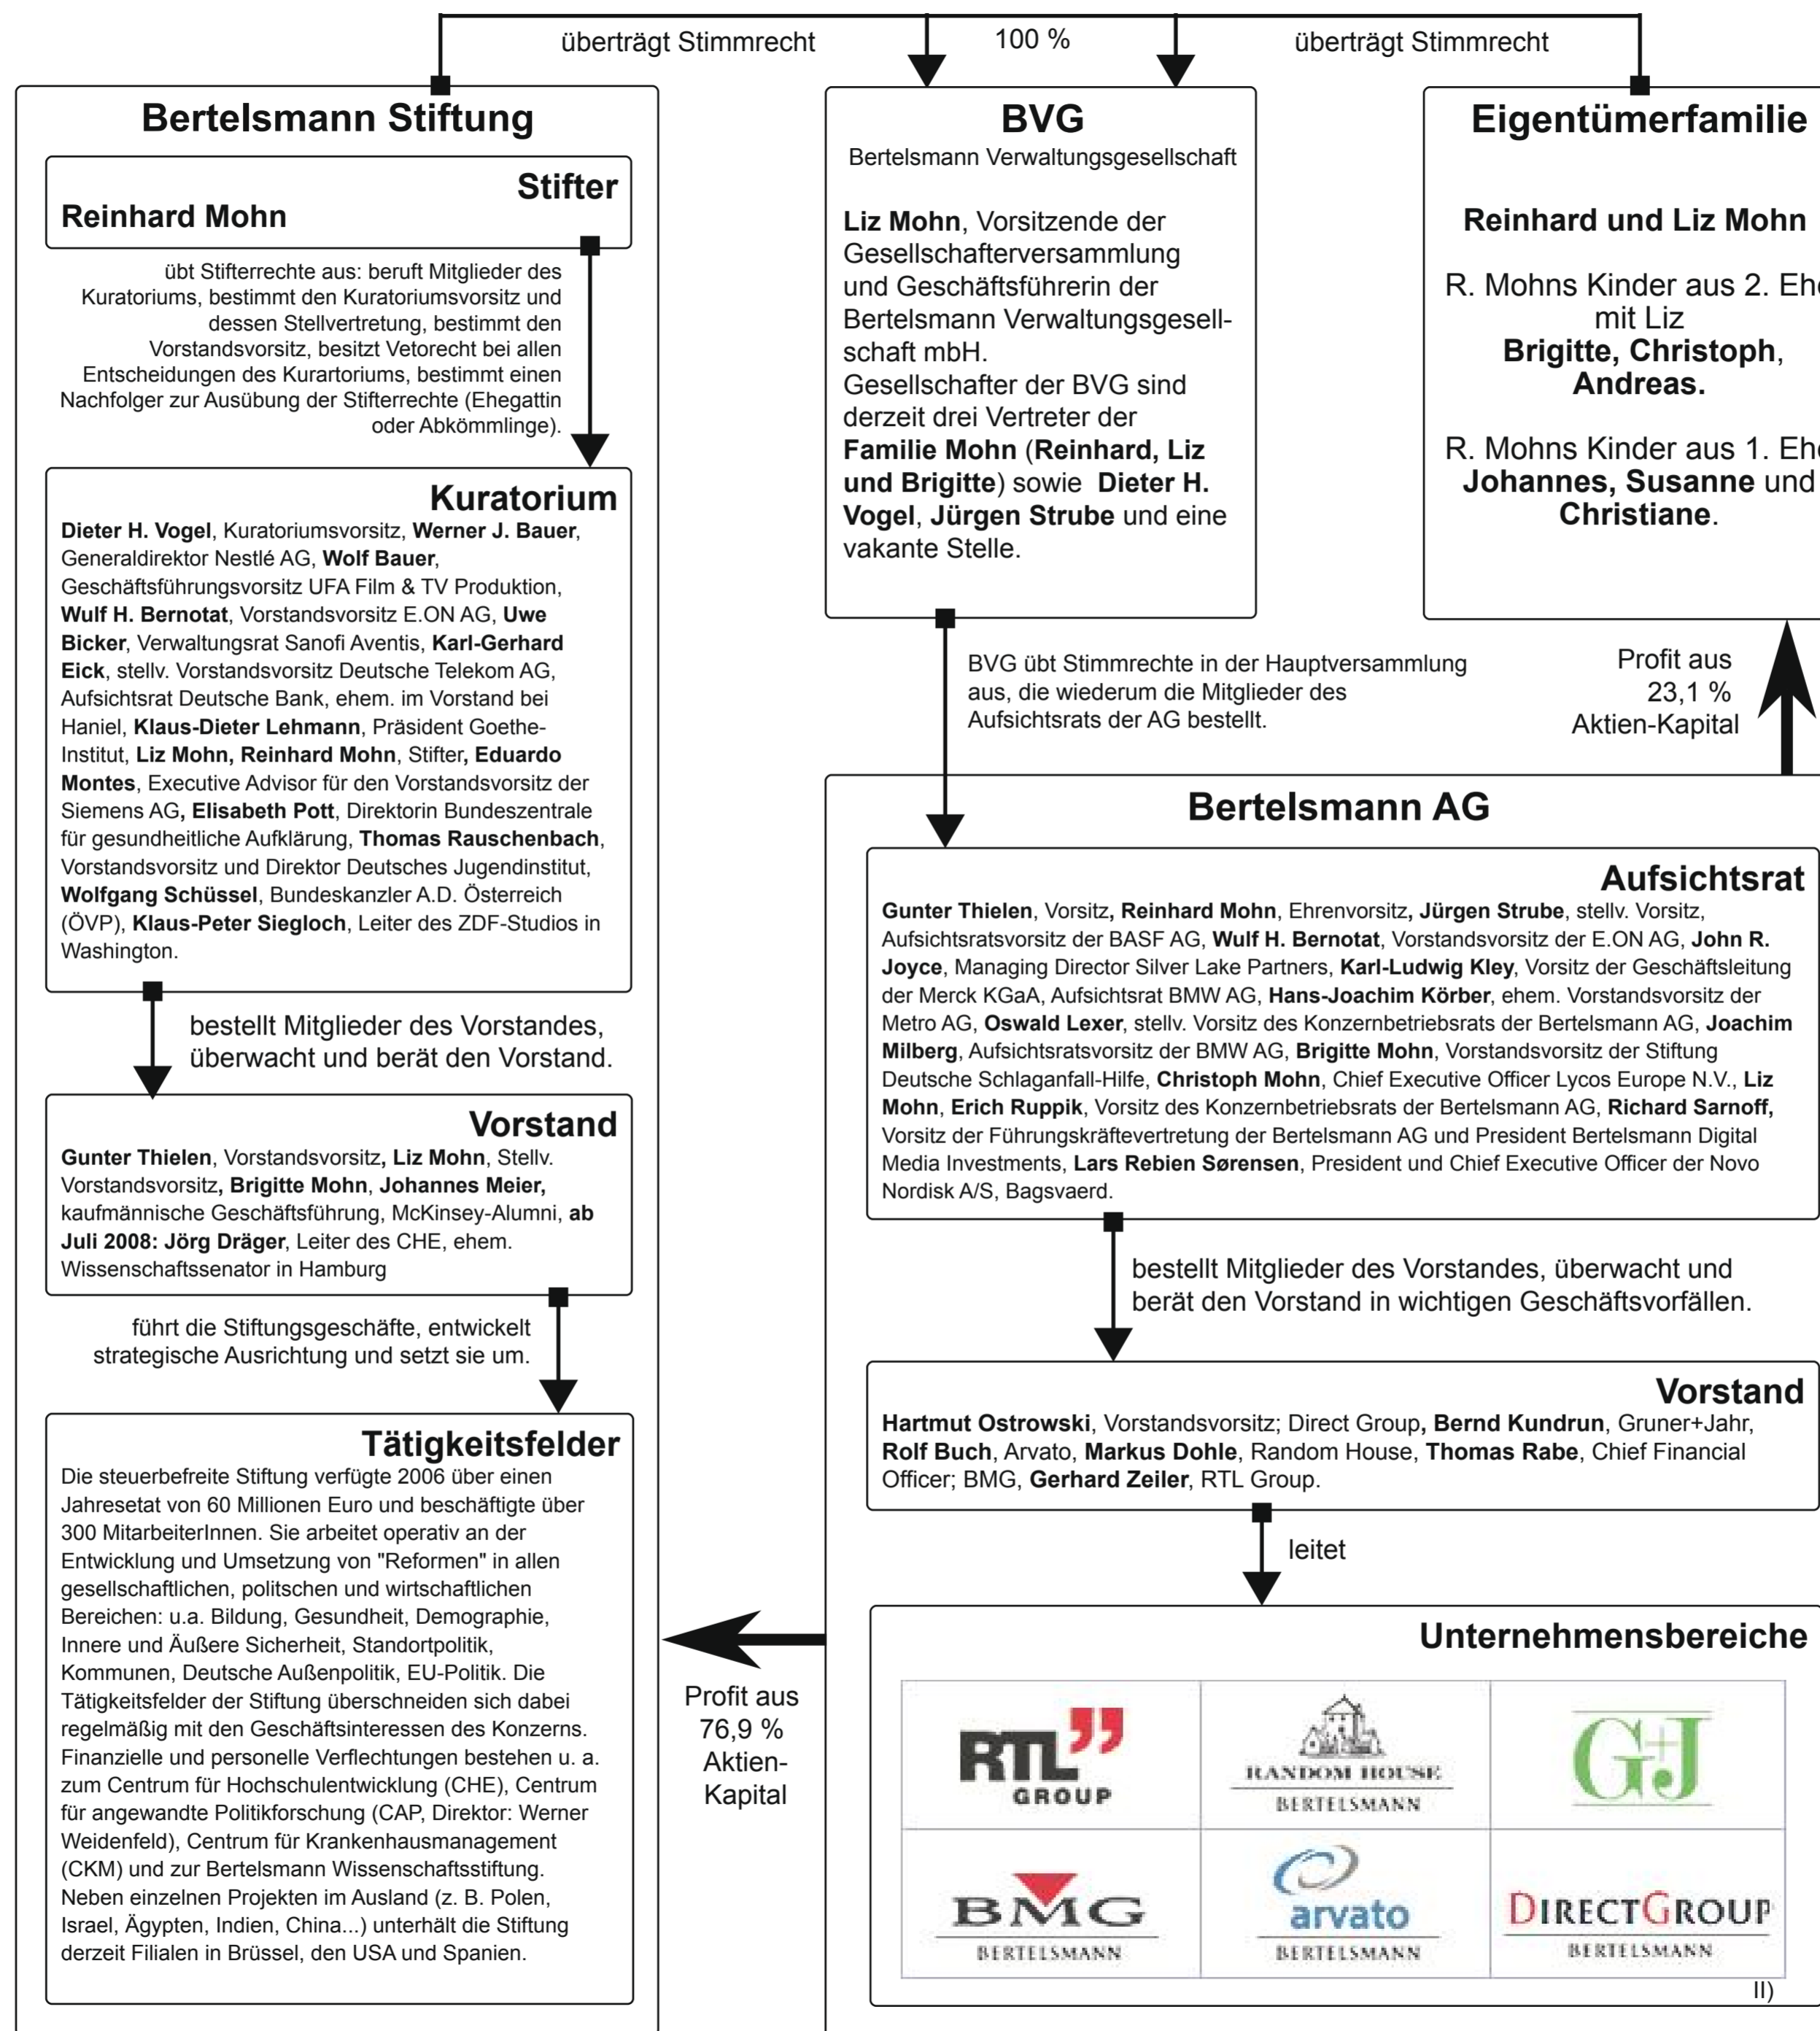 überträgt Stimmrecht
100 %
überträgt Stimmrecht
Bertelsmann Stiftung
Stifter
Reinhard Mohn
übt Stifterrechte aus: beruft Mitglieder des
Kuratoriums, bestimmt den Kuratoriumsvorsitz und
dessen Stellvertretung, bestimmt den
Vorstandsvorsitz, besitzt Vetorecht bei allen
Entscheidungen des Kurartoriums, bestimmt einen
Nachfolger zur Ausübung der Stifterrechte (Ehegattin
oder Abkömmlinge).
Kuratorium
Dieter H. Vogel, Kuratoriumsvorsitz, Werner J. Bauer,
Generaldirektor Nestlé AG, Wolf Bauer,
Geschäftsführungsvorsitz UFA Film & TV Produktion,
Wulf H. Bernotat, Vorstandsvorsitz E.ON AG, Uwe
Bicker, Verwaltungsrat Sanofi Aventis, Karl-Gerhard
Eick, stellv. Vorstandsvorsitz Deutsche Telekom AG,
Aufsichtsrat Deutsche Bank, ehem. im Vorstand bei
Haniel, Klaus-Dieter Lehmann, Präsident Goethe-
Institut, Liz Mohn, Reinhard Mohn, Stifter, Eduardo
Montes, Executive Advisor für den Vorstandsvorsitz der
Siemens AG, Elisabeth Pott, Direktorin Bundeszentrale
für gesundheitliche Aufklärung, Thomas Rauschenbach,
Vorstandsvorsitz und Direktor Deutsches Jugendinstitut,
Wolfgang Schüssel, Bundeskanzler A.D. Österreich
(ÖVP), Klaus-Peter Siegloch, Leiter des ZDF-Studios in
Washington.
bestellt Mitglieder des Vorstandes,
überwacht und berät den Vorstand.
Vorstand
Gunter Thielen, Vorstandsvorsitz, Liz Mohn, Stellv.
Vorstandsvorsitz, Brigitte Mohn, Johannes Meier,
kaufmännische Geschäftsführung, McKinsey-Alumni, ab
Juli 2008: Jörg Dräger, Leiter des CHE, ehem.
Wissenschaftssenator in Hamburg
führt die Stiftungsgeschäfte, entwickelt
strategische Ausrichtung und setzt sie um.
Tätigkeitsfelder
Die steuerbefreite Stiftung verfügte 2006 über einen
Jahresetat von 60 Millionen Euro und beschäftigte über
300 MitarbeiterInnen. Sie arbeitet operativ an der
Entwicklung und Umsetzung von "Reformen" in allen
gesellschaftlichen, politschen und wirtschaftlichen
Bereichen: u.a. Bildung, Gesundheit, Demographie,
Innere und Äußere Sicherheit, Standortpolitik,
Kommunen, Deutsche Außenpolitik, EU-Politik. Die
Tätigkeitsfelder der Stiftung überschneiden sich dabei
regelmäßig mit den Geschäftsinteressen des Konzerns.
Finanzielle und personelle Verflechtungen bestehen u. a.
zum Centrum für Hochschulentwicklung (CHE), Centrum
für angewandte Politikforschung (CAP, Direktor: Werner
Weidenfeld), Centrum für Krankenhausmanagement
(CKM) und zur Bertelsmann Wissenschaftsstiftung.
Neben einzelnen Projekten im Ausland (z. B. Polen,
Israel, Ägypten, Indien, China...) unterhält die Stiftung
derzeit Filialen in Brüssel, den USA und Spanien.
BVG
Bertelsmann Verwaltungsgesellschaft
Liz Mohn, Vorsitzende der
Gesellschafterversammlung
und Geschäftsführerin der
Bertelsmann Verwaltungsgesell-
schaft mbH.
Gesellschafter der BVG sind
derzeit drei Vertreter der
Familie Mohn (Reinhard, Liz
und Brigitte) sowie Dieter H.
Vogel, Jürgen Strube und eine
vakante Stelle.
Eigentümerfamilie
Reinhard und Liz Mohn
R. Mohns Kinder aus 2. Ehe
mit Liz
Brigitte, Christoph,
Andreas.
R. Mohns Kinder aus 1. Ehe
Johannes, Susanne und
Christiane.
BVG übt Stimmrechte in der Hauptversammlung
aus, die wiederum die Mitglieder des
Aufsichtsrats der AG bestellt.
Profit aus
23,1 %
Aktien-Kapital
Bertelsmann AG
Aufsichtsrat
Gunter Thielen, Vorsitz, Reinhard Mohn, Ehrenvorsitz, Jürgen Strube, stellv. Vorsitz,
Aufsichtsratsvorsitz der BASF AG, Wulf H. Bernotat, Vorstandsvorsitz der E.ON AG, John R.
Joyce, Managing Director Silver Lake Partners, Karl-Ludwig Kley, Vorsitz der Geschäftsleitung
der Merck KGaA, Aufsichtsrat BMW AG, Hans-Joachim Körber, ehem. Vorstandsvorsitz der
Metro AG, Oswald Lexer, stellv. Vorsitz des Konzernbetriebsrats der Bertelsmann AG, Joachim
Milberg, Aufsichtsratsvorsitz der BMW AG, Brigitte Mohn, Vorstandsvorsitz der Stiftung
Deutsche Schlaganfall-Hilfe, Christoph Mohn, Chief Executive Officer Lycos Europe N.V., Liz
Mohn, Erich Ruppik, Vorsitz des Konzernbetriebsrats der Bertelsmann AG, Richard Sarnoff,
Vorsitz der Führungskräftevertretung der Bertelsmann AG und President Bertelsmann Digital
Media Investments, Lars Rebien Sørensen, President und Chief Executive Officer der Novo
Nordisk A/S, Bagsvaerd.
bestellt Mitglieder des Vorstandes, überwacht und
berät den Vorstand in wichtigen Geschäftsvorfällen.
Vorstand
Hartmut Ostrowski, Vorstandsvorsitz; Direct Group, Bernd Kundrun, Gruner+Jahr,
Rolf Buch, Arvato, Markus Dohle, Random House, Thomas Rabe, Chief Financial
Officer; BMG, Gerhard Zeiler, RTL Group.
leitet
Profit aus
76,9 %
Aktien-
Kapital
Unternehmensbereiche
RTL
GROUP
RANDOM HOUSE
BERTELSMANN
G+J
BMG
BERTELSMANN
arvato
BERTELSMANN
DIRECTGROUP
BERTELSMANN
II)